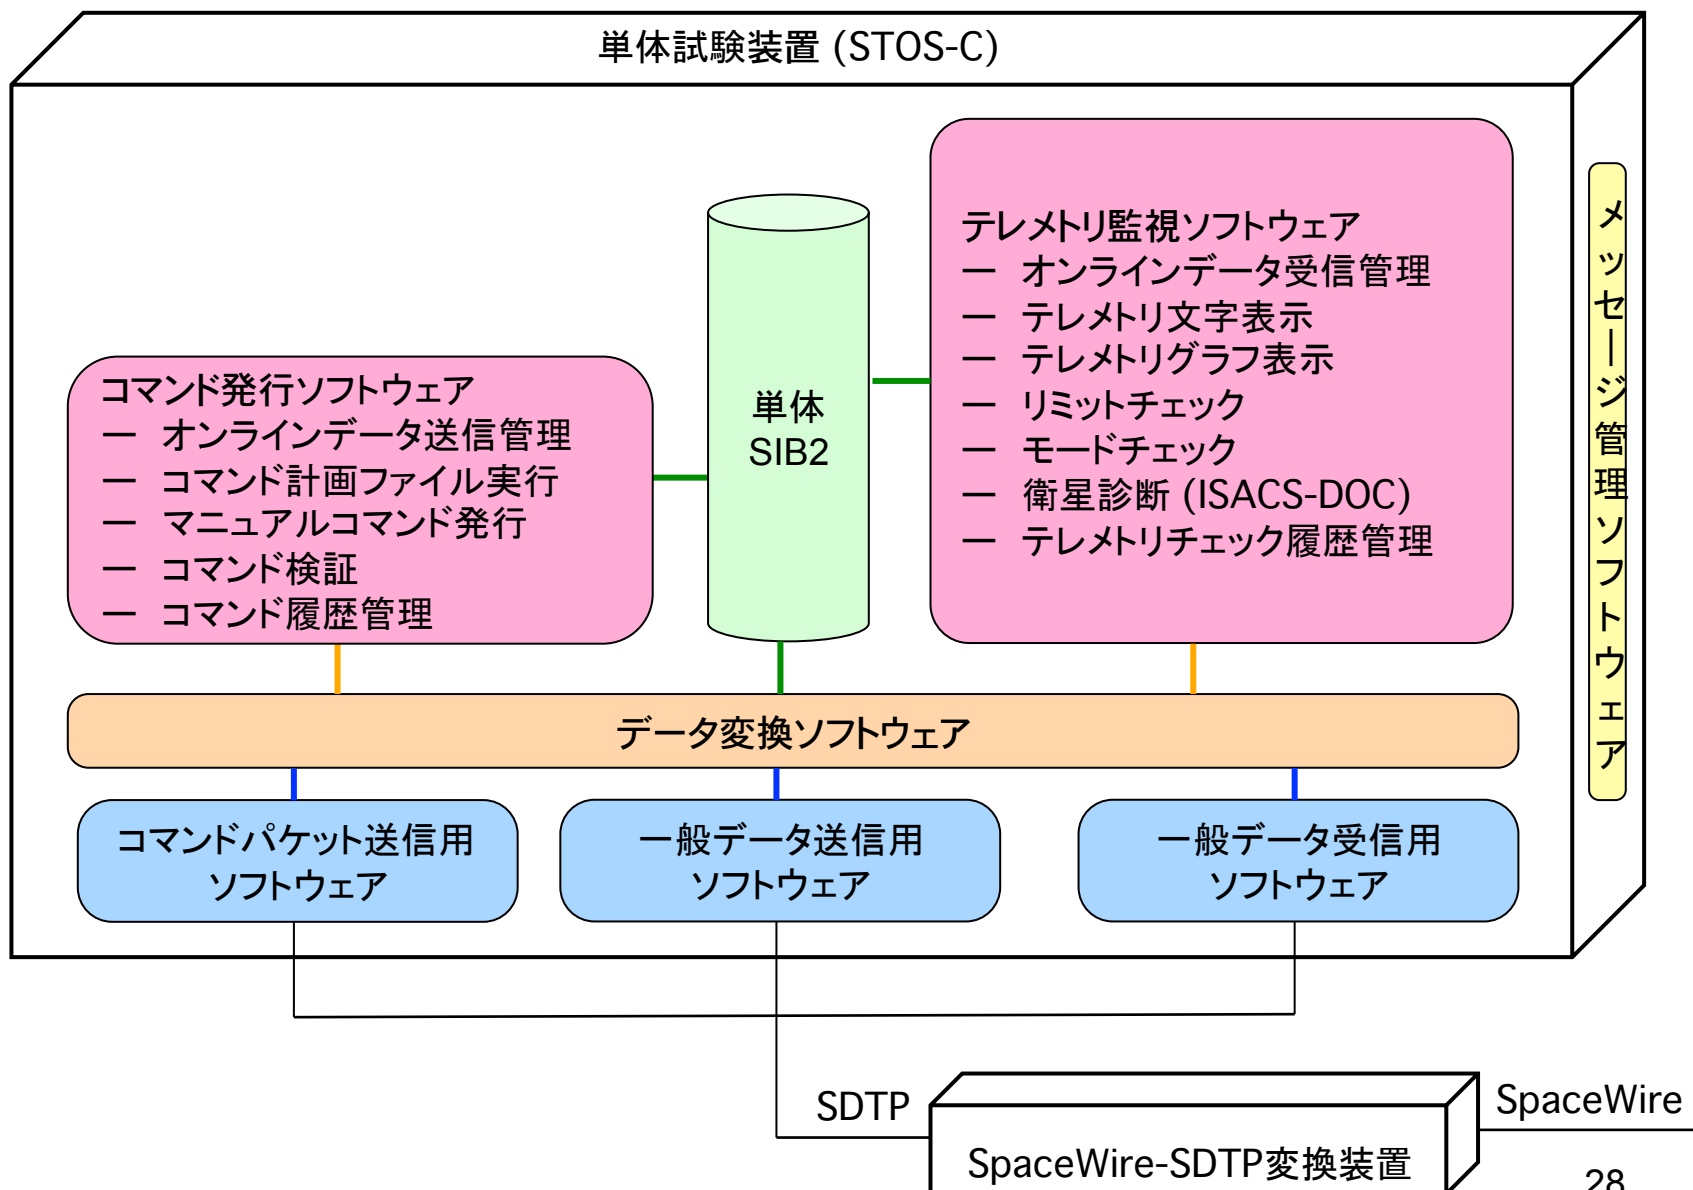 単体試験装置 (STOS-C)
コマンド発行ソフトウェア
ー オンラインデータ送信管理
ー コマンド計画ファイル実行
ー マニュアルコマンド発行
ー コマンド検証
ー コマンド履歴管理
単体
SIB2
テレメトリ監視ソフトウェア
ー オンラインデータ受信管理
ー テレメトリ文字表示
ー テレメトリグラフ表示
ー リミットチェック
ー モードチェック
ー 衛星診断 (ISACS-DOC)
ー テレメトリチェック履歴管理
メッセージ管理ソフトウェア
データ変換ソフトウェア
コマンドパケット送信用
ソフトウェア
一般データ送信用
ソフトウェア
一般データ受信用
ソフトウェア
SDTP
SpaceWire
SpaceWire-SDTP変換装置
28